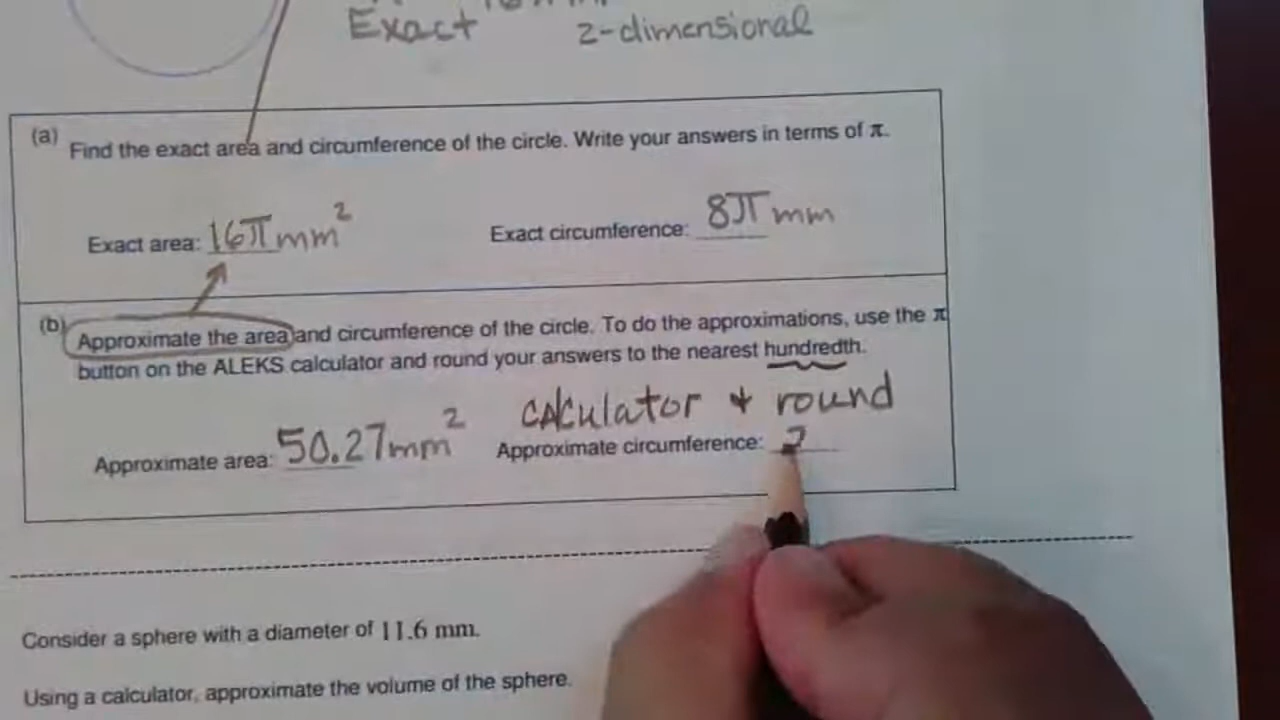 Exact
2-dimensional
(a) Find the exact area and circumference of the circle. Write your answers in terms of π.
Exact area: 16π mm²
Exact circumference: 8π mm
(b) Approximate the area and circumference of the circle. To do the approximations, use the π
button on the ALEKS calculator and round your answers to the nearest hundredth.
CAlculator + round
Approximate area: 50.27mm²
Approximate circumference: 2
Consider a sphere with a diameter of 11.6 mm.
Using a calculator, approximate the volume of the sphere.